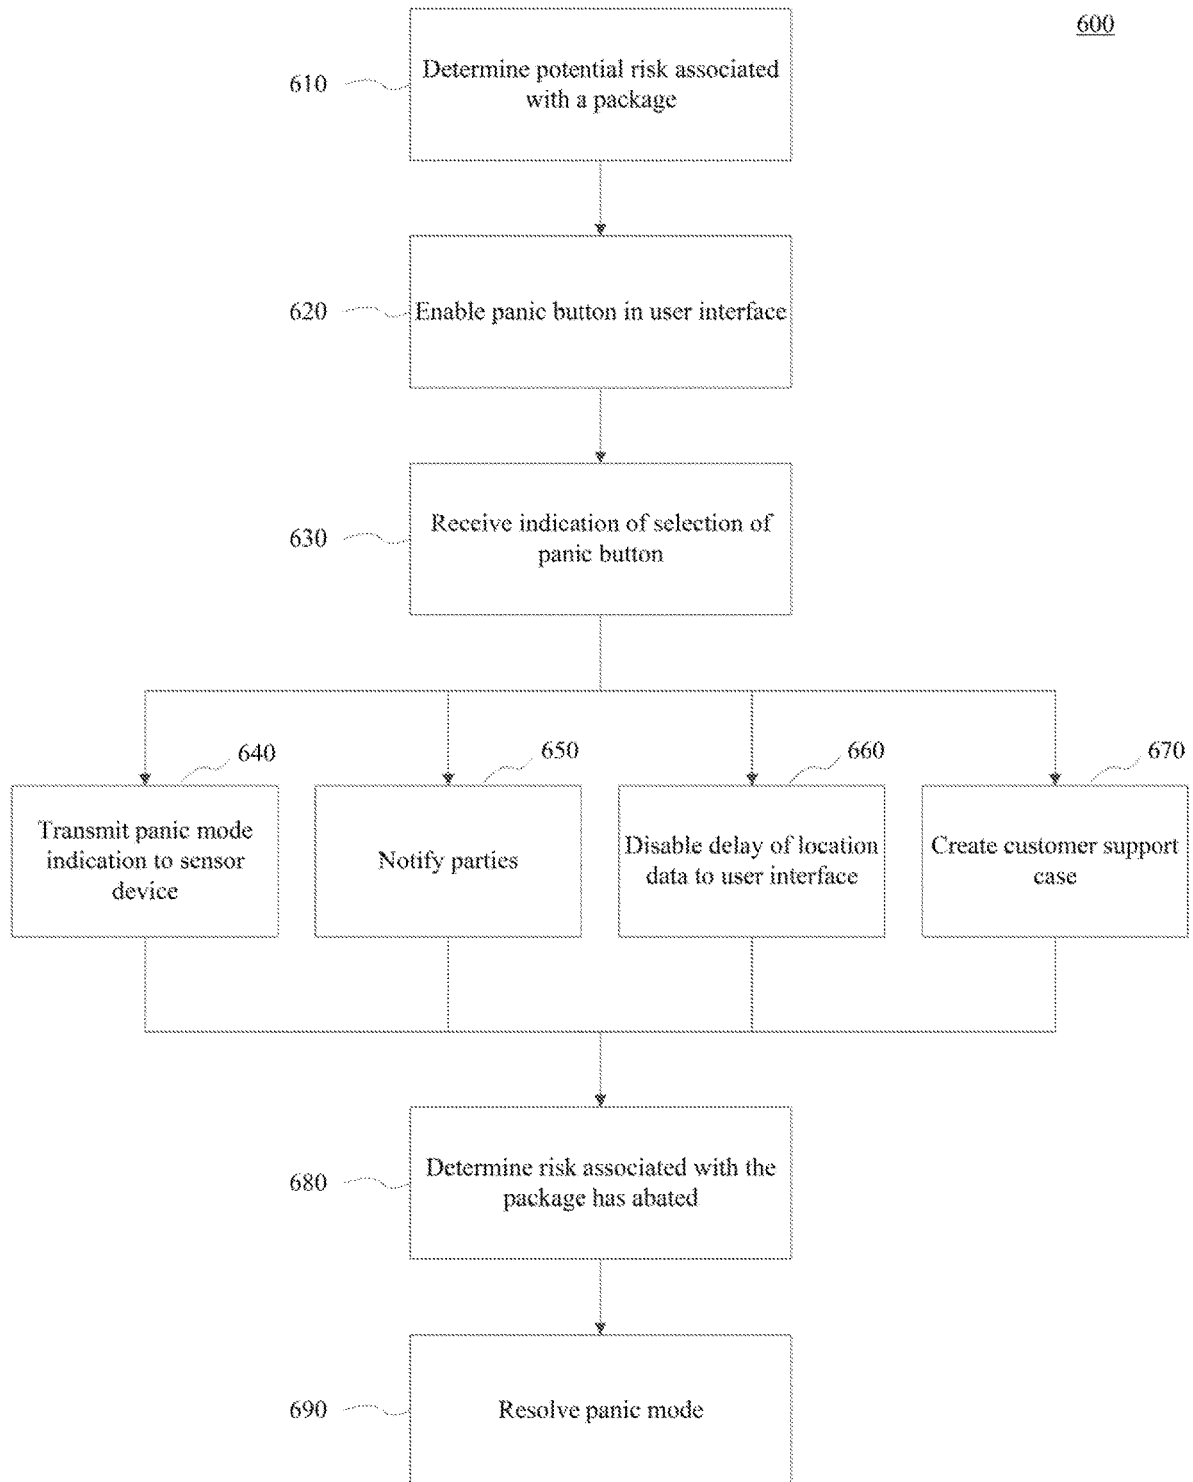 600
610
Determine potential risk associated
with a package
620
Enable panic button in user interface
630
Receive indication of selection of
panic button
640
650
660
670
Transmit panic mode
indication to sensor
device
Notify parties
Disable delay of location
data to user interface
Create customer support
case
680
Determine risk associated with the
package has abated
690
Resolve panic mode